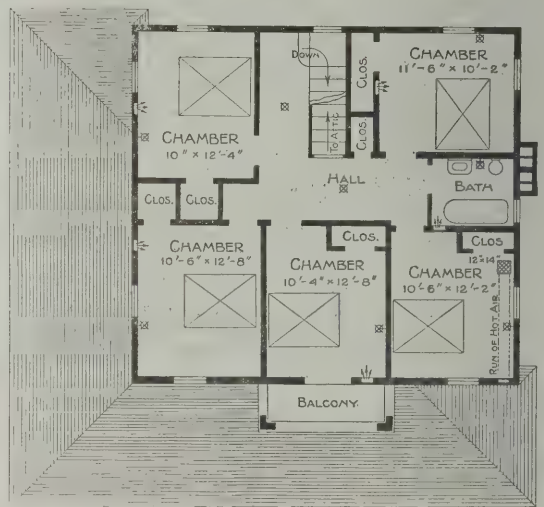 DOWN
CLOS.
CHAMBER
11'-6" x 10'-2"
CHAMBER
10" x 12'-4"
TO ATTIC
CLOS.
HALL
BATH
CLOS.
CLOS.
CLOS.
CLOS
12"x14"
CHAMBER
10'-6" x 12'-8"
CHAMBER
10'-4" x 12'-8"
CHAMBER
10'-6" x 12'-2"
RUN OF HOT AIR
BALCONY.